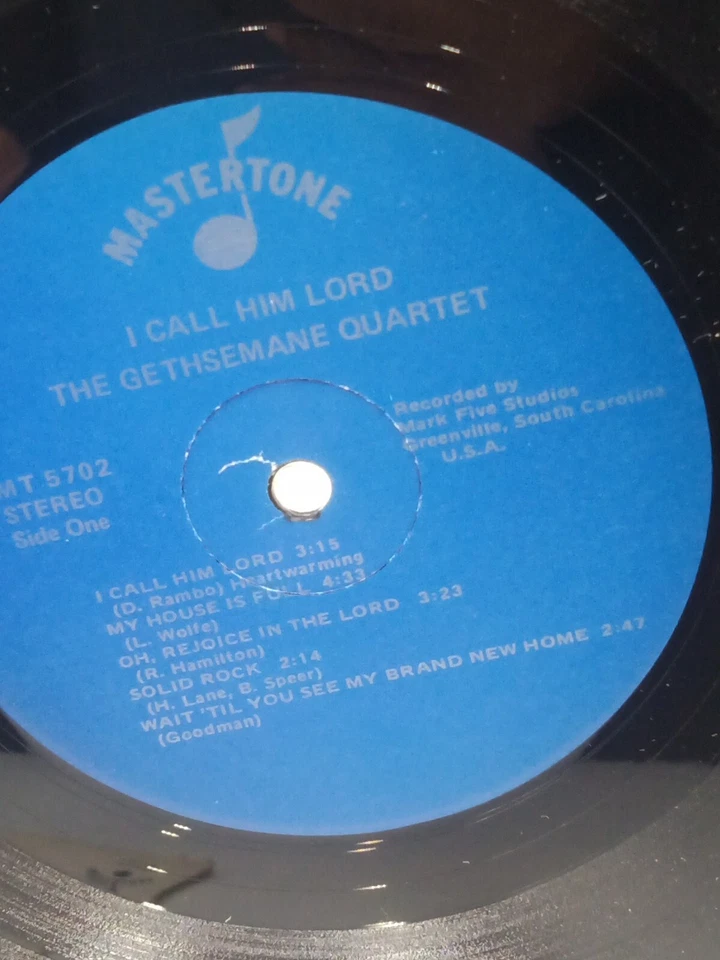 MASTERTONE
I CALL HIM LORD
THE GETHSEMANE QUARTET
Recorded by
Mark Five Studios
Greenville, South Carolina
U.S.A.
MT 5702
STEREO
Side One
I CALL HIM LORD 3:15
(D. Rambo) Heartwarming
MY HOUSE IS FULL 4:33
(L. Wolfe)
OH, REJOICE IN THE LORD 3:23
(R. Hamilton)
SOLID ROCK 2:14
(H. Lane, B. Speer)
WAIT 'TIL YOU SEE MY BRAND NEW HOME 2:47
(Goodman)